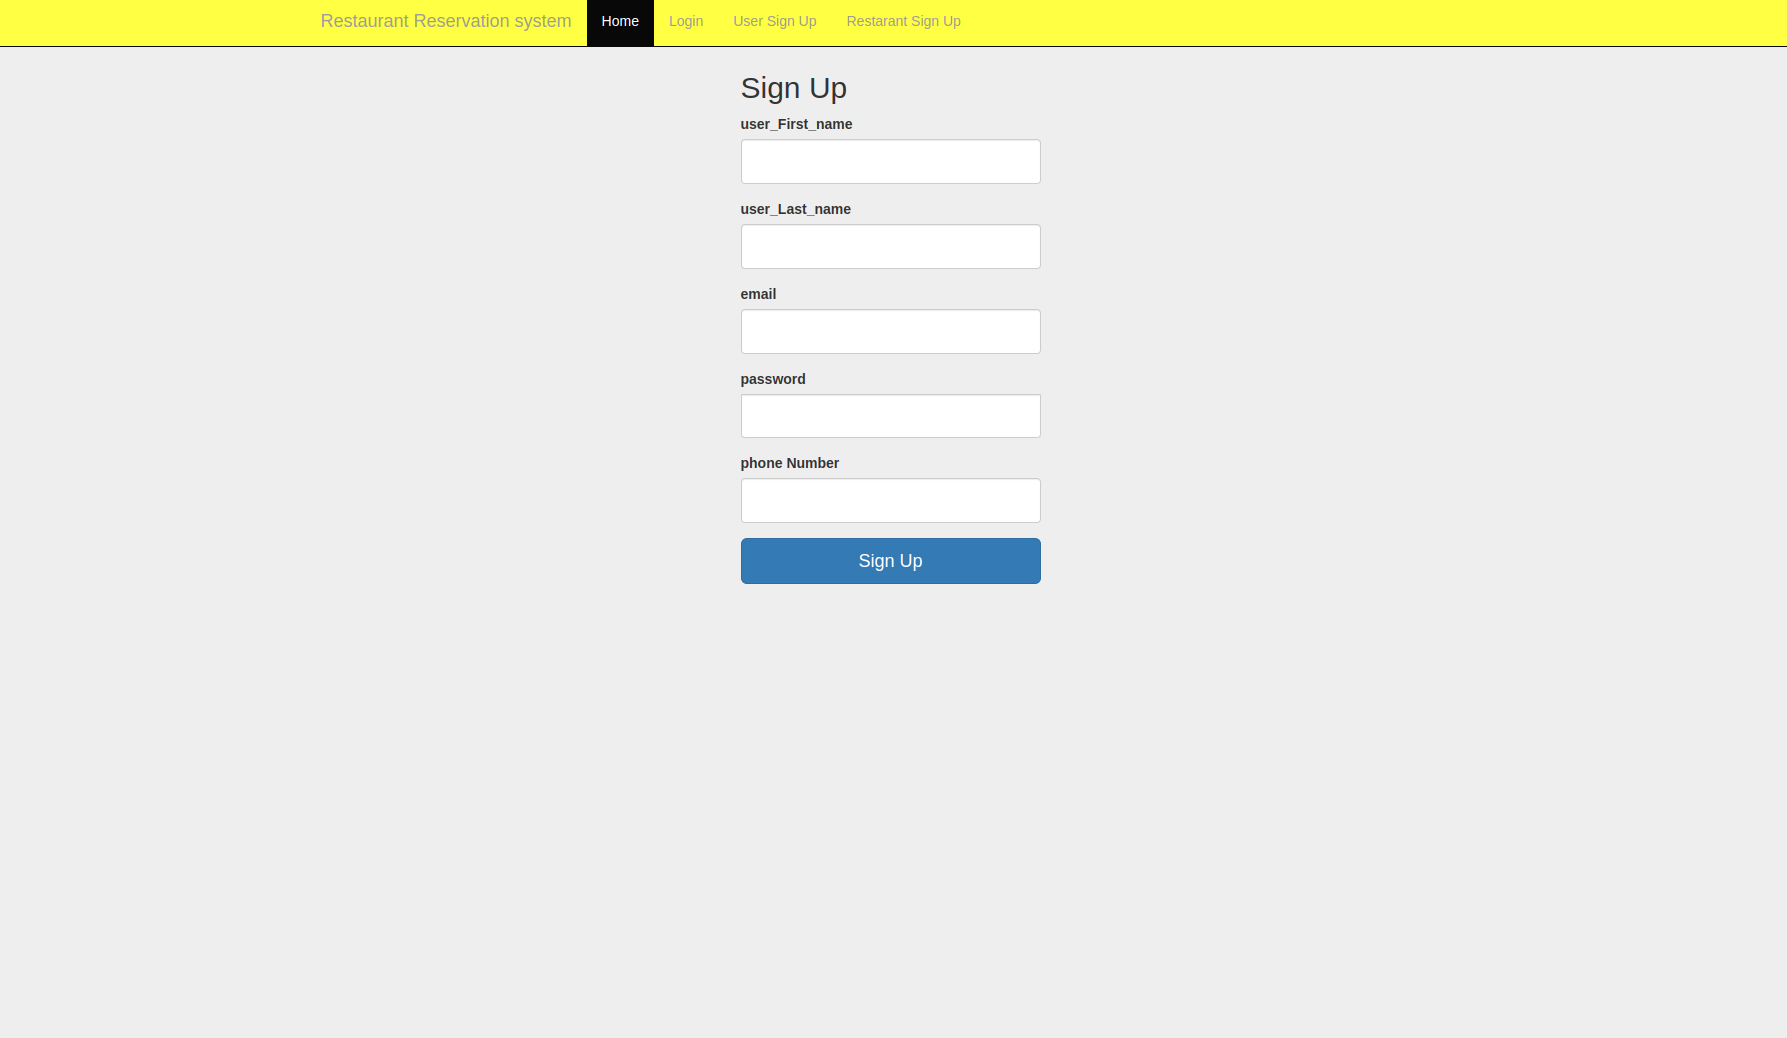 Restaurant Reservation system Home Login User Sign Up Restarant Sign Up
Sign Up
user_First_name
user_Last_name
email
password
phone Number
Sign Up